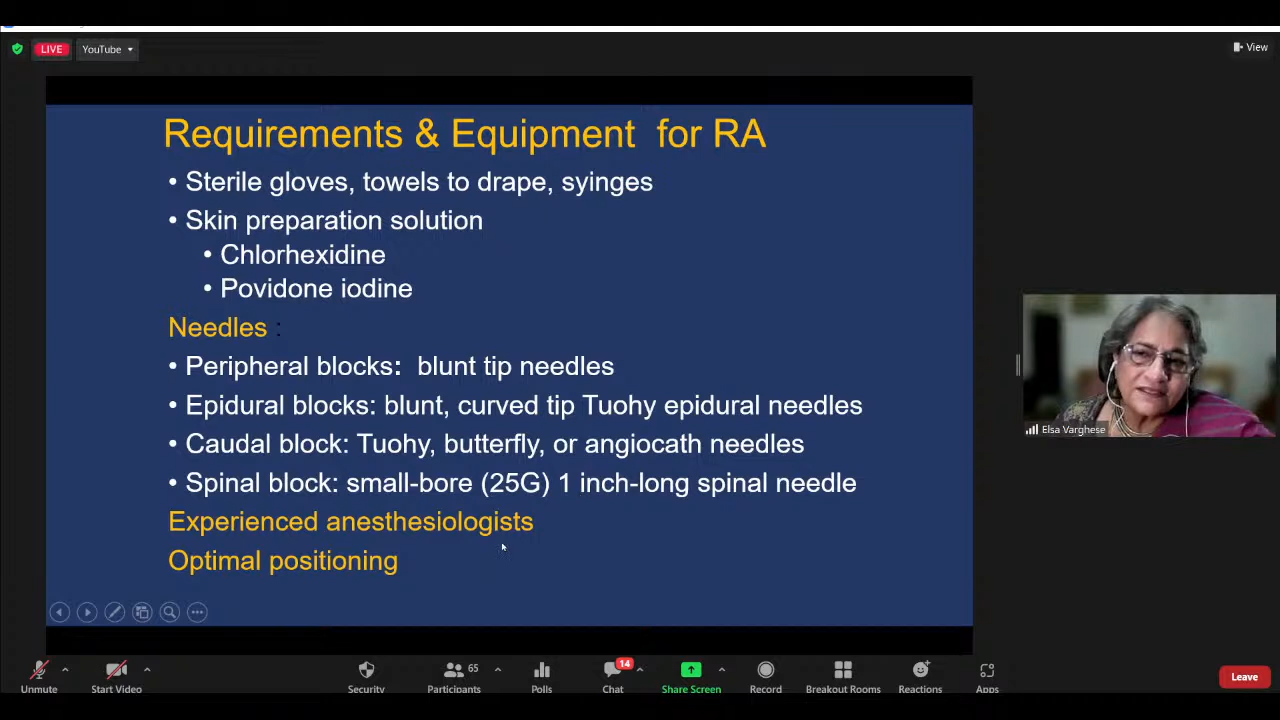 LIVE
YouTube
View
Requirements & Equipment for RA
• Sterile gloves, towels to drape, syinges
• Skin preparation solution
• Chlorhexidine
• Povidone iodine
Needles :
• Peripheral blocks: blunt tip needles
• Epidural blocks: blunt, curved tip Tuohy epidural needles
• Caudal block: Tuohy, butterfly, or angiocath needles
• Spinal block: small-bore (25G) 1 inch-long spinal needle
Experienced anesthesiologists
Optimal positioning
Elsa Varghese
65
14
Unmute
Start Video
Security
Participants
Polls
Chat
Share Screen
Record
Breakout Rooms
Reactions
Apps
Leave